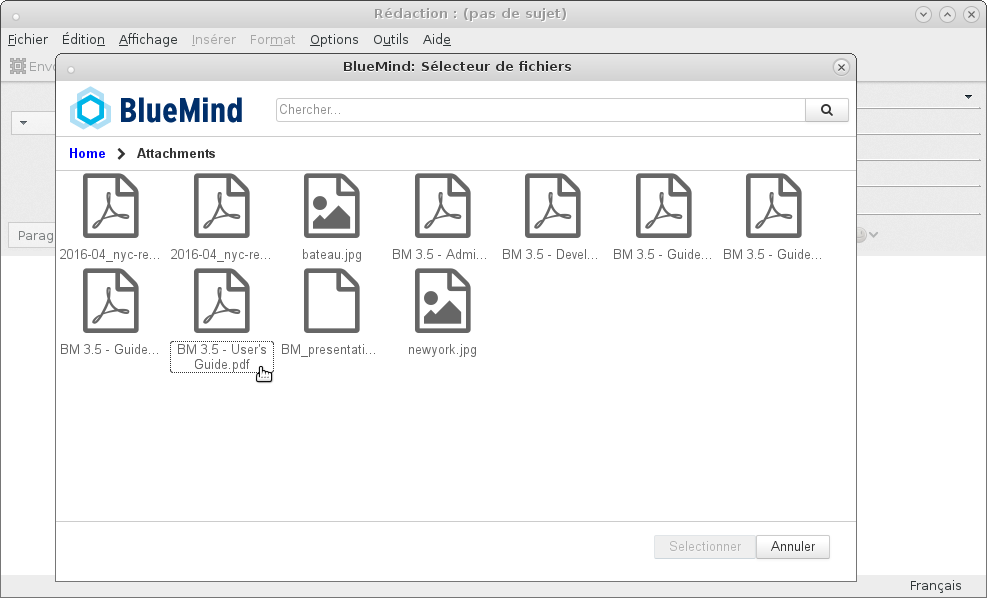 Rédaction : (pas de sujet)
Fichier Édition Affichage Insérer Format Options Outils Aide
Envo
BlueMind: Sélecteur de fichiers
BlueMind
Chercher...
Home Attachments
Parag
2016-04_nyc-re... 2016-04_nyc-re... bateau.jpg BM 3.5 - Admi... BM 3.5 - Devel... BM 3.5 - Guide... BM 3.5 - Guide...
BM 3.5 - Guide... BM 3.5 - User's BM_presentati... newyork.jpg
Guide.pdf
Selectionner Annuler
Français